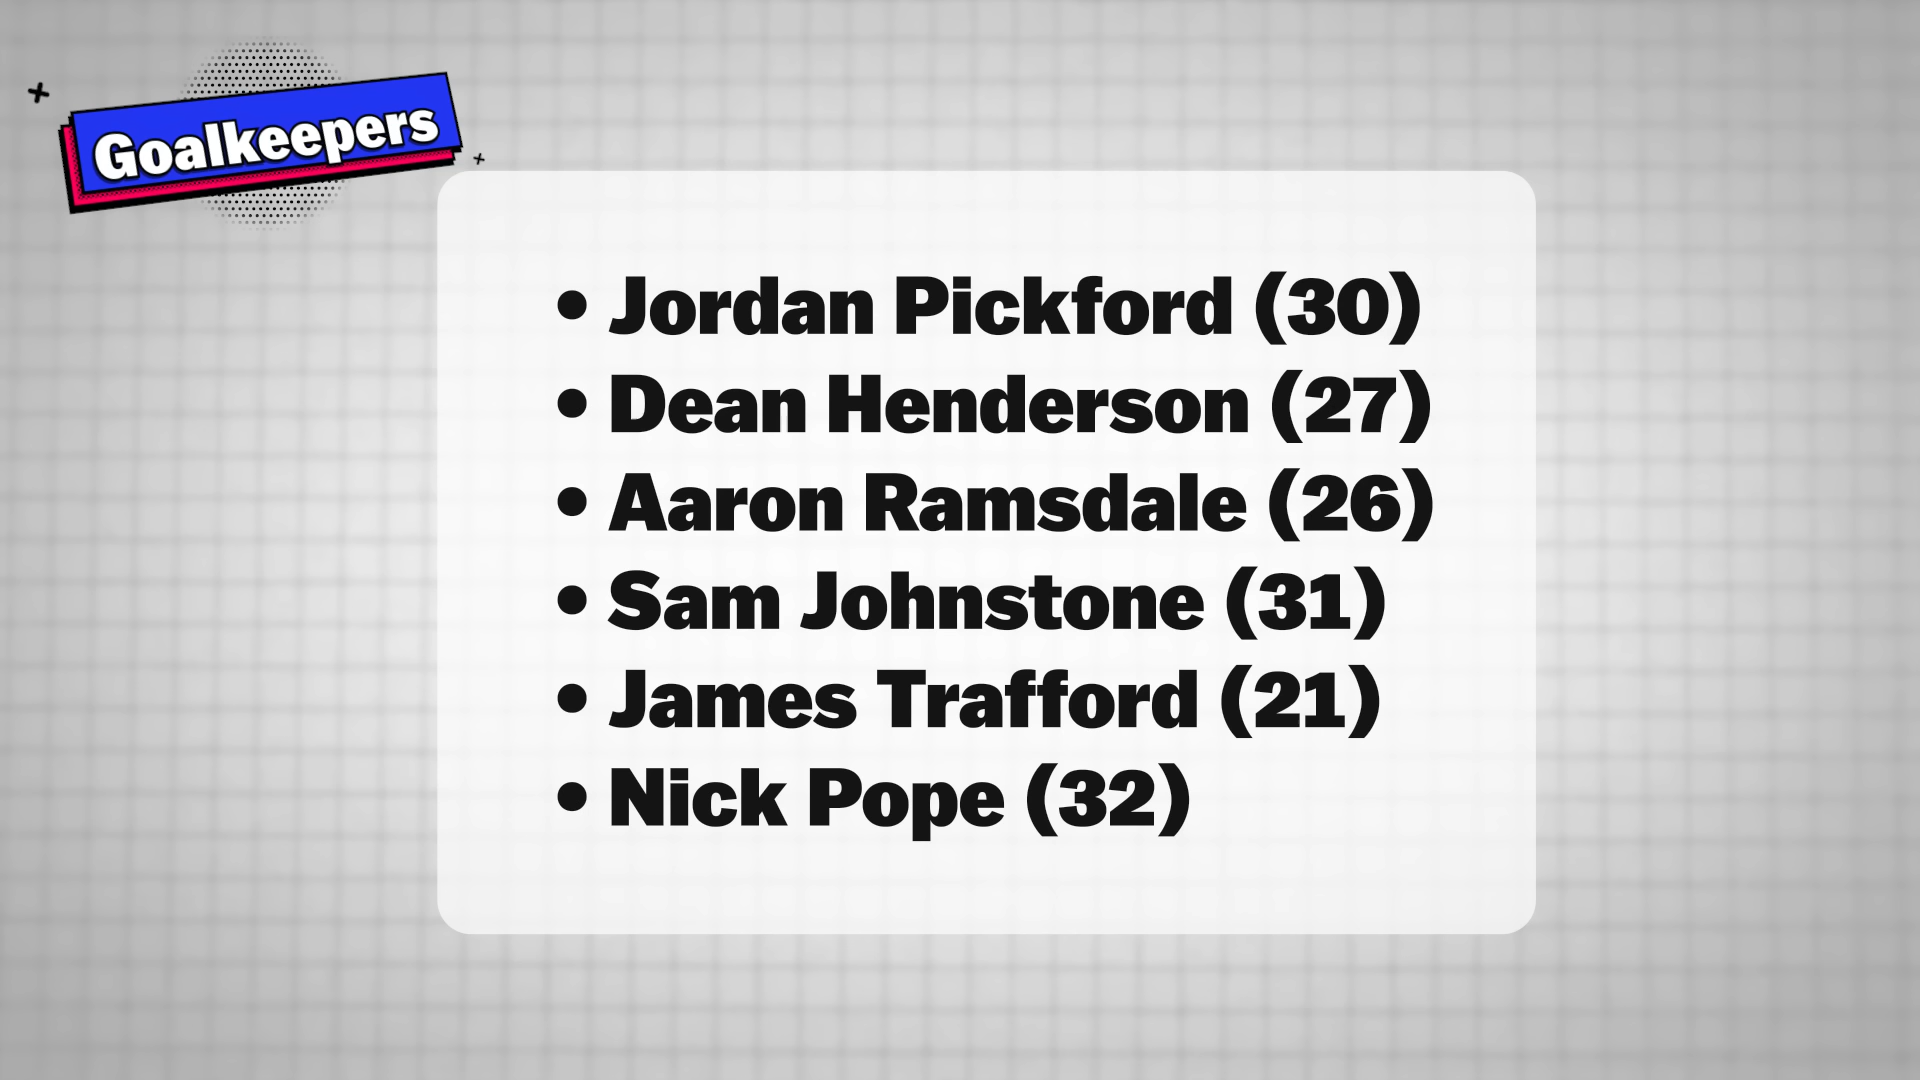 Goalkeepers
• Jordan Pickford (30)
• Dean Henderson (27)
• Aaron Ramsdale (26)
• Sam Johnstone (31)
• James Trafford (21)
• Nick Pope (32)